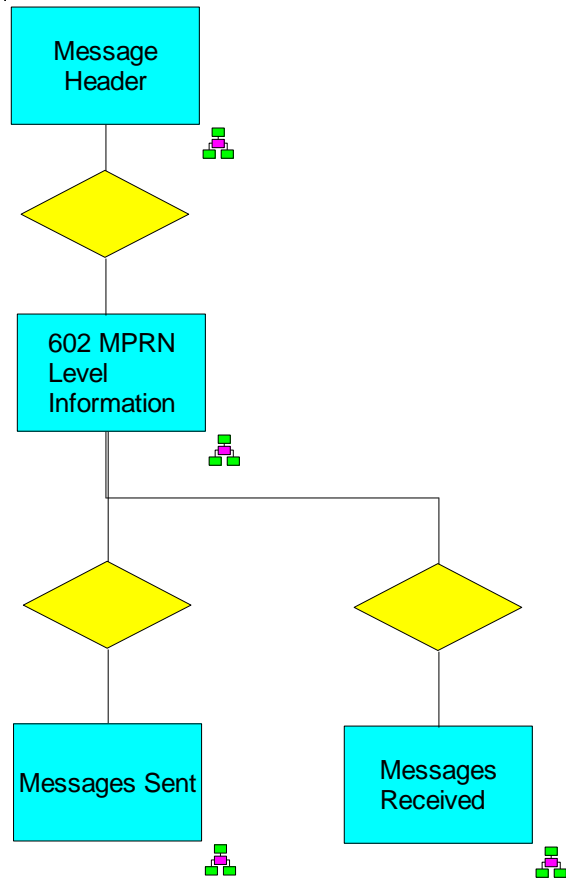 Message
Header
602 MPRN
Level
Information
Messages Sent
Messages
Received